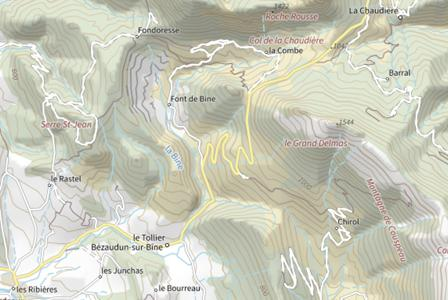 1422
Roche Rousse
La Chaudière
Fondoresse
Col de la Chaudière
1047
la Combe
Barral
Font de Bine
1544
Serre St-Jean
le Grand Delmas
La Bine
le Rastel
Montagne de Couspeau
Chirol
le Tollier
Bézaudun-sur-Bine
les Junchas
les Ribières
le Bourreau